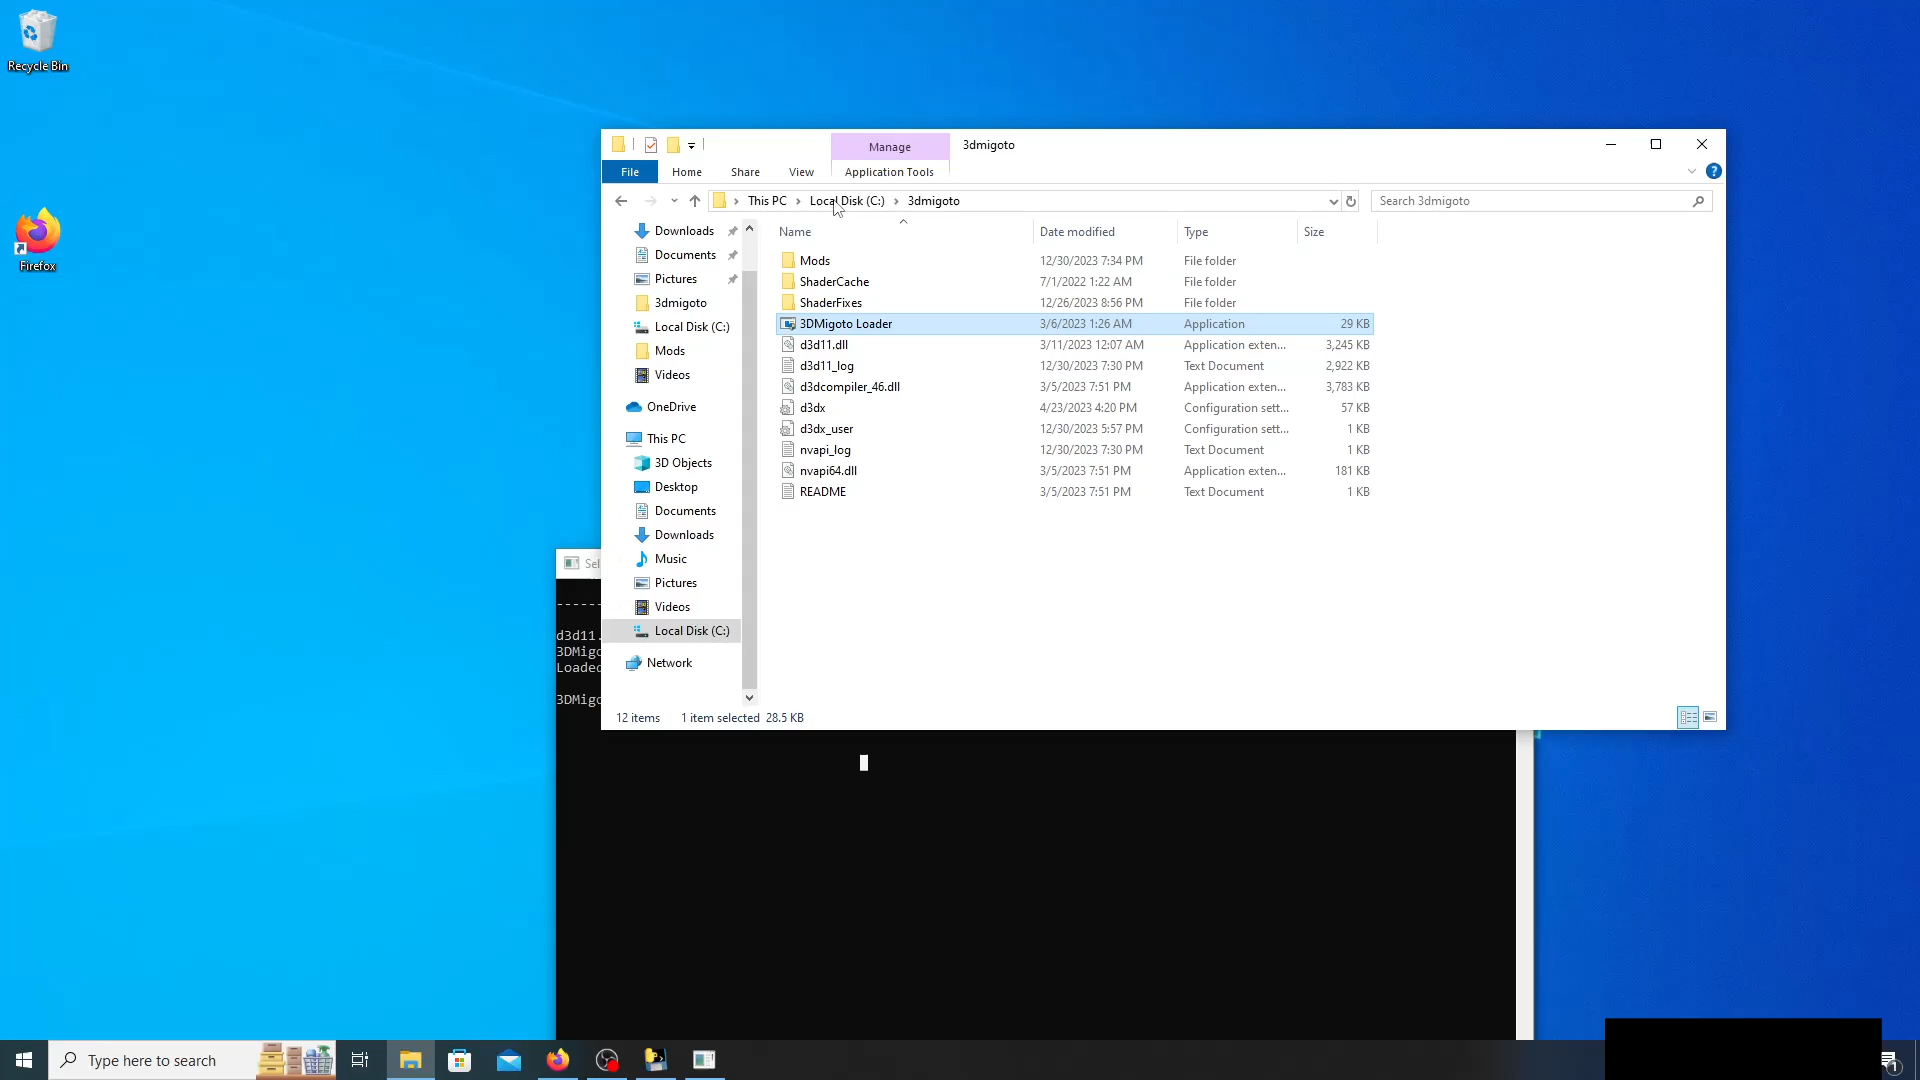 Recycle Bin
Firefox
Manage
3dmigoto
File
Home
Share
View
Application Tools
This PC
Local Disk (C:)
3dmigoto
Search 3dmigoto
Downloads
Documents
Pictures
3dmigoto
Local Disk (C:)
Mods
Videos
OneDrive
This PC
3D Objects
Desktop
Documents
Downloads
Music
Pictures
Videos
Local Disk (C:)
Network
Name Date modified Type Size
Mods 12/30/2023 7:34 PM File folder
ShaderCache 7/1/2022 1:22 AM File folder
ShaderFixes 12/26/2023 8:56 PM File folder
3DMigoto Loader 3/6/2023 1:26 AM Application 29 KB
d3d11.dll 3/11/2023 12:07 AM Application exten... 3,245 KB
d3d11_log 12/30/2023 7:30 PM Text Document 2,922 KB
d3dcompiler_46.dll 3/5/2023 7:51 PM Application exten... 3,783 KB
d3dx 4/23/2023 4:20 PM Configuration sett... 57 KB
d3dx_user 12/30/2023 5:57 PM Configuration sett... 1 KB
nvapi_log 12/30/2023 7:30 PM Text Document 1 KB
nvapi64.dll 3/5/2023 7:51 PM Application exten... 181 KB
README 3/5/2023 7:51 PM Text Document 1 KB
12 items 1 item selected 28.5 KB
Sel
------
d3d11.
3DMigo
Loaded
3DMigo
Type here to search
1